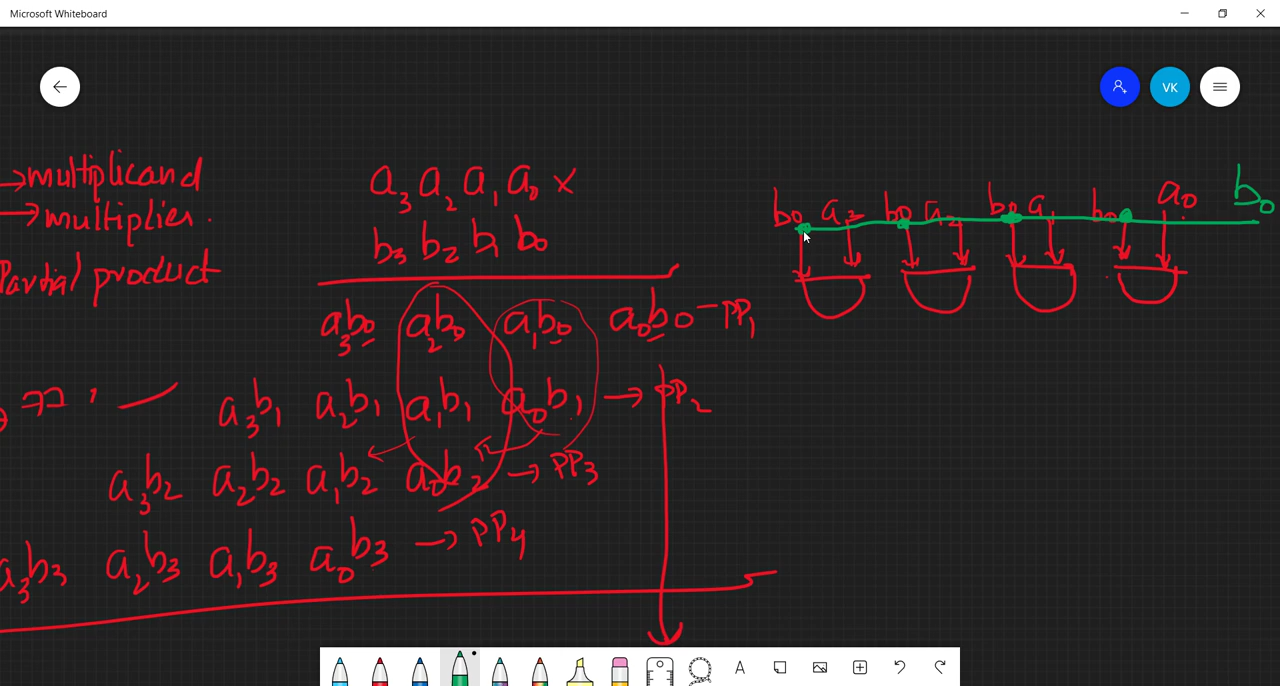 Microsoft Whiteboard
VK
→multiplicand
→multiplier.
Partial product
a3 a2 a1 a0 ×
b3 b2 b1 b0
a3b0 a2b0 a1b0 a0b0 – PP1
a3b1 a2b1 a1b1 a0b1 → PP2
a3b2 a2b2 a1b2 a0b2 → PP3
a3b3 a2b3 a1b3 a0b3 → PP4
b0 a3 b0 a2 b0 a1 b0 a0 b0
A